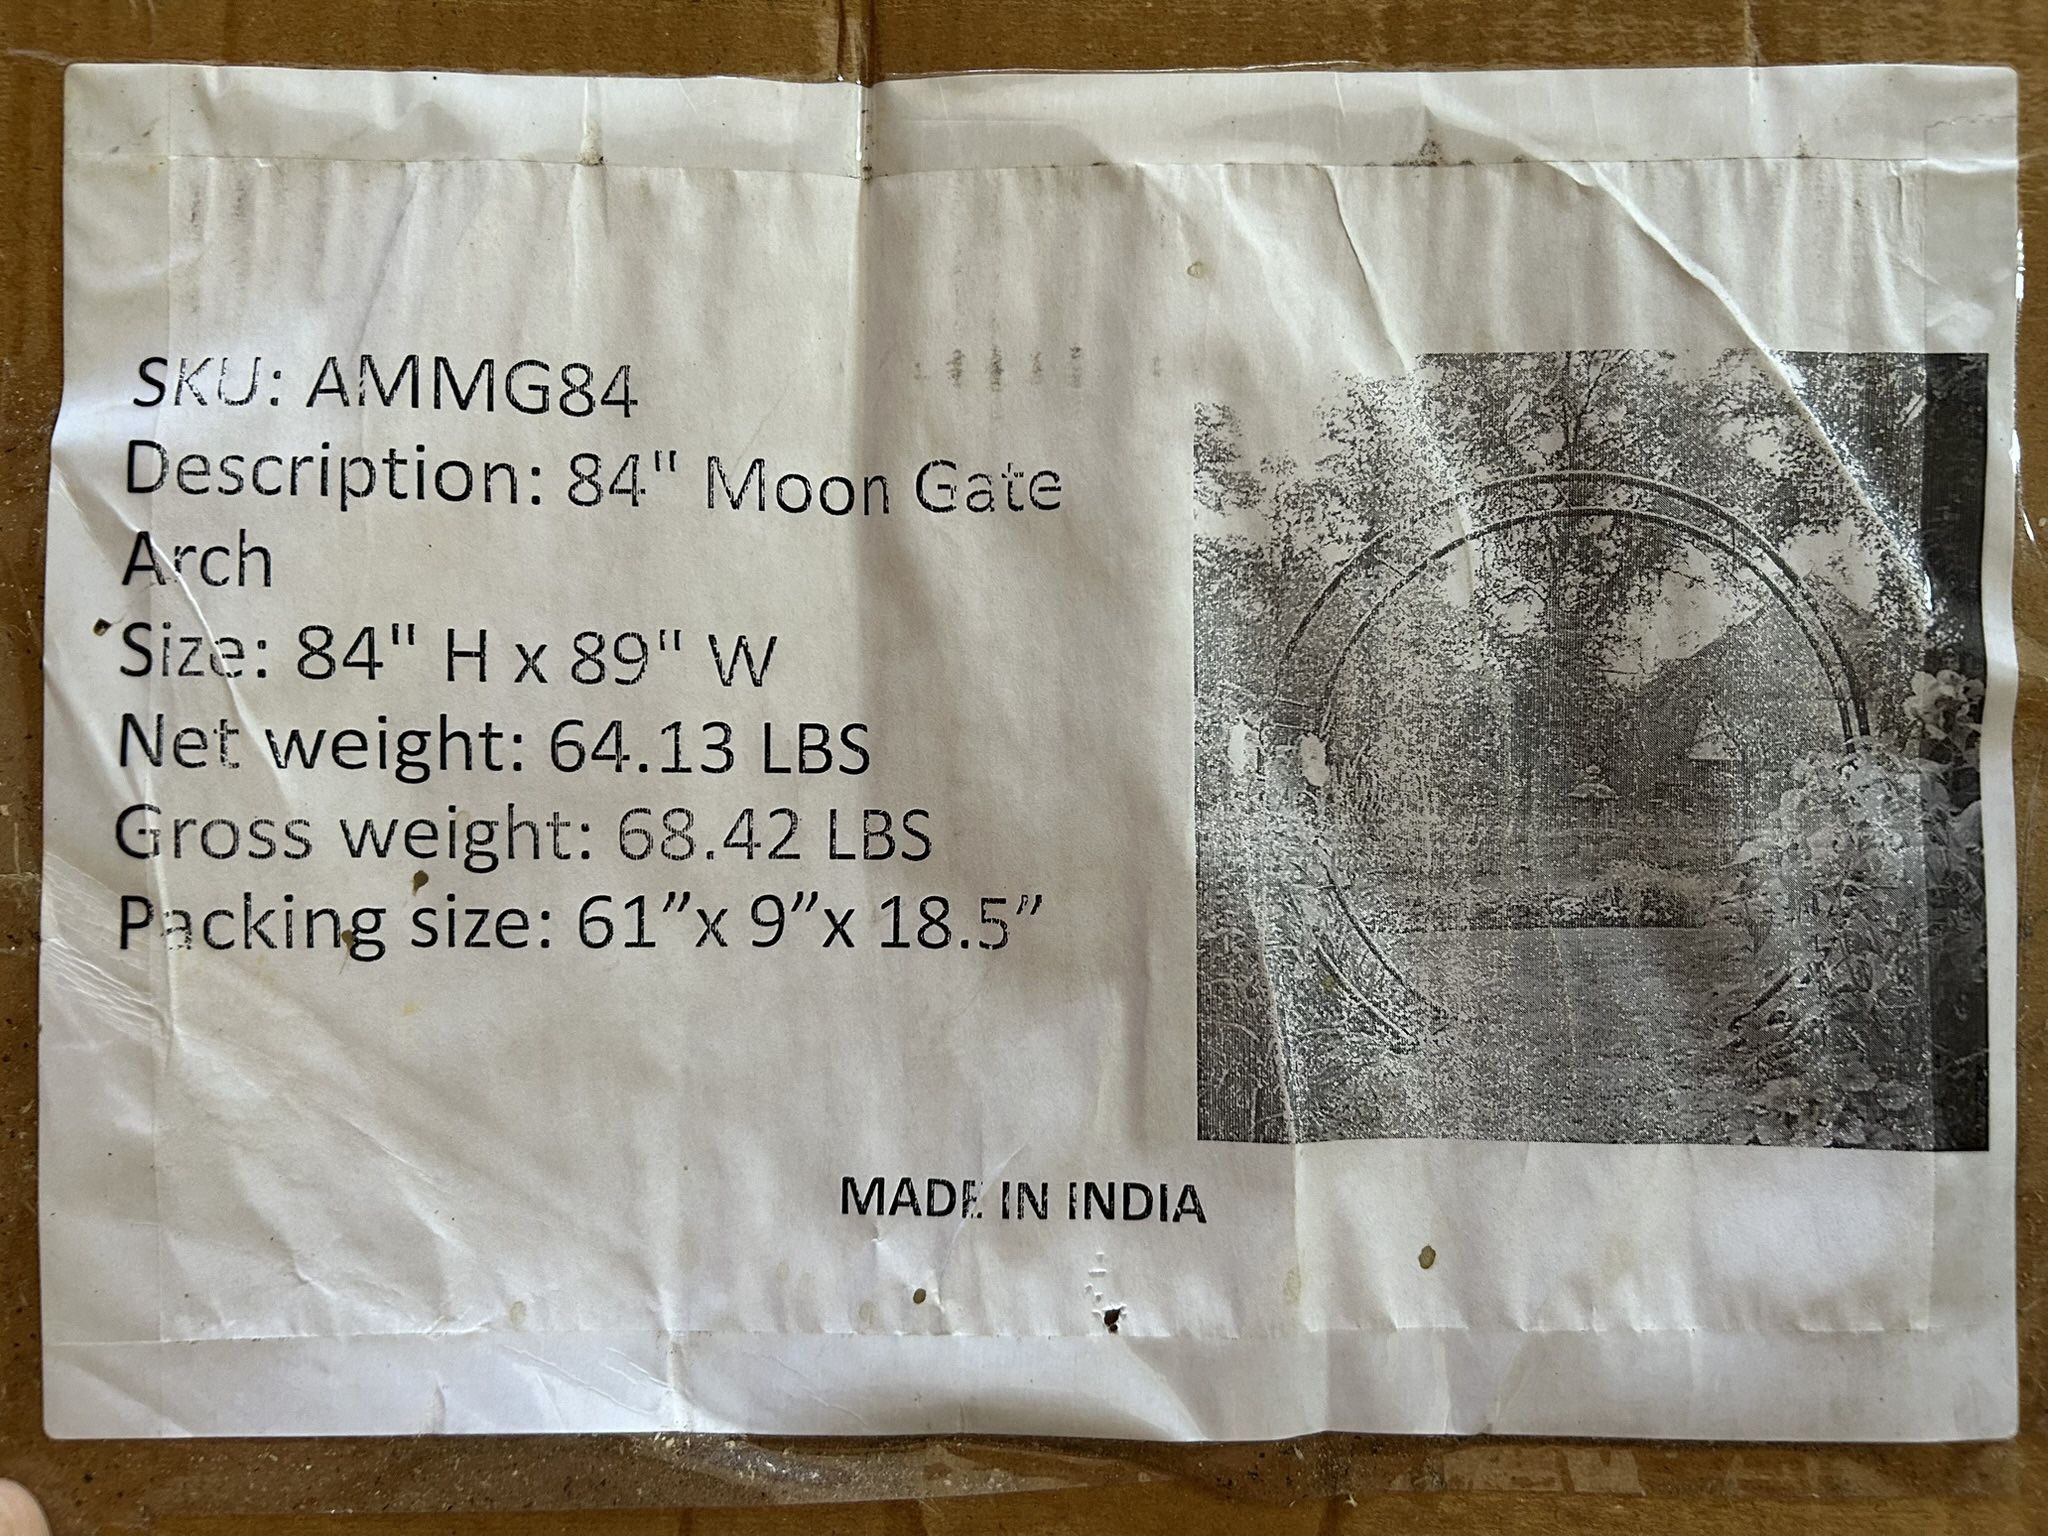 SKU: AMMG84
Description: 84" Moon Gate
Arch
Size: 84" H x 89" W
Net weight: 64.13 LBS
Gross weight: 68.42 LBS
Packing size: 61”x 9”x 18.5”
MADE IN INDIA